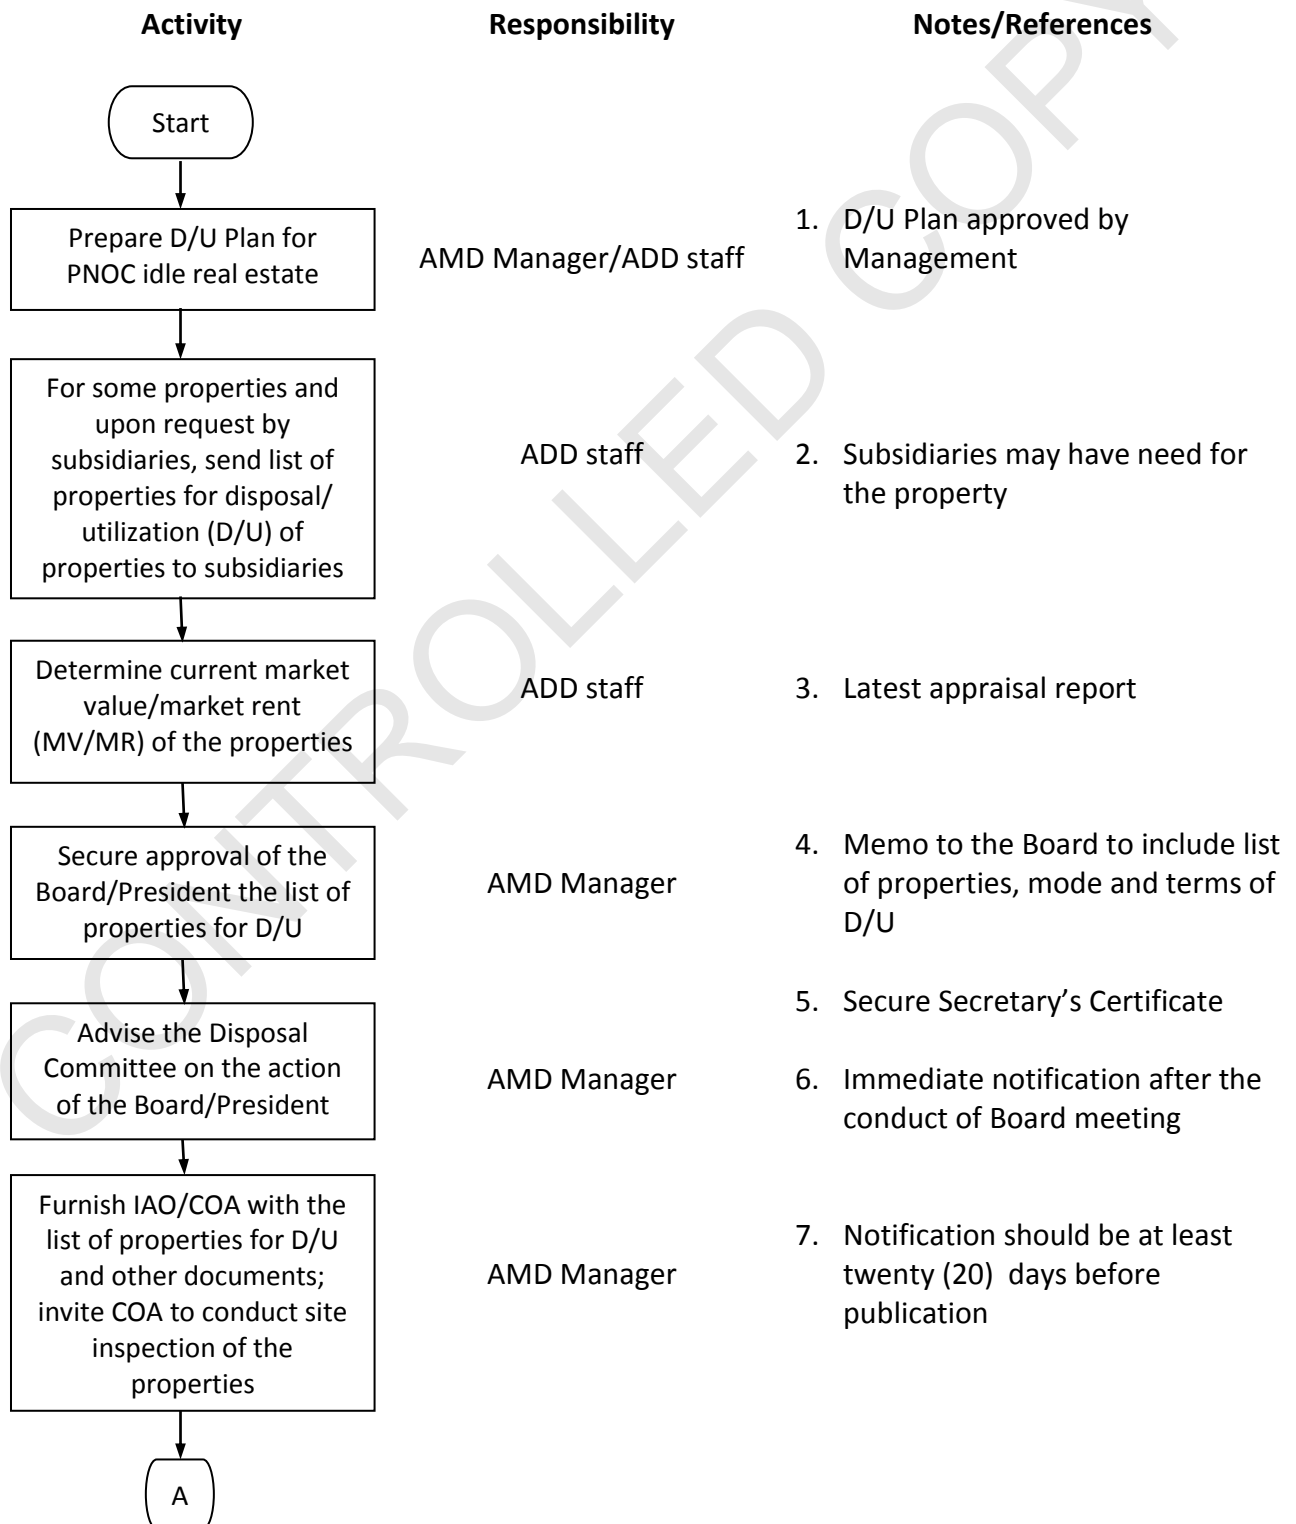 Activity Responsibility Notes/References
Start
Prepare D/U Plan for
PNOC idle real estate
AMD Manager/ADD staff
1. D/U Plan approved by
Management
For some properties and
upon request by
subsidiaries, send list of
properties for disposal/
utilization (D/U) of
properties to subsidiaries
ADD staff
2. Subsidiaries may have need for
the property
Determine current market
value/market rent
(MV/MR) of the properties
ADD staff
3. Latest appraisal report
Secure approval of the
Board/President the list of
properties for D/U
AMD Manager
4. Memo to the Board to include list
of properties, mode and terms of
D/U
5. Secure Secretary’s Certificate
Advise the Disposal
Committee on the action
of the Board/President
AMD Manager
6. Immediate notification after the
conduct of Board meeting
Furnish IAO/COA with the
list of properties for D/U
and other documents;
invite COA to conduct site
inspection of the
properties
AMD Manager
7. Notification should be at least
twenty (20) days before
publication
A
CONTROLLED COPY